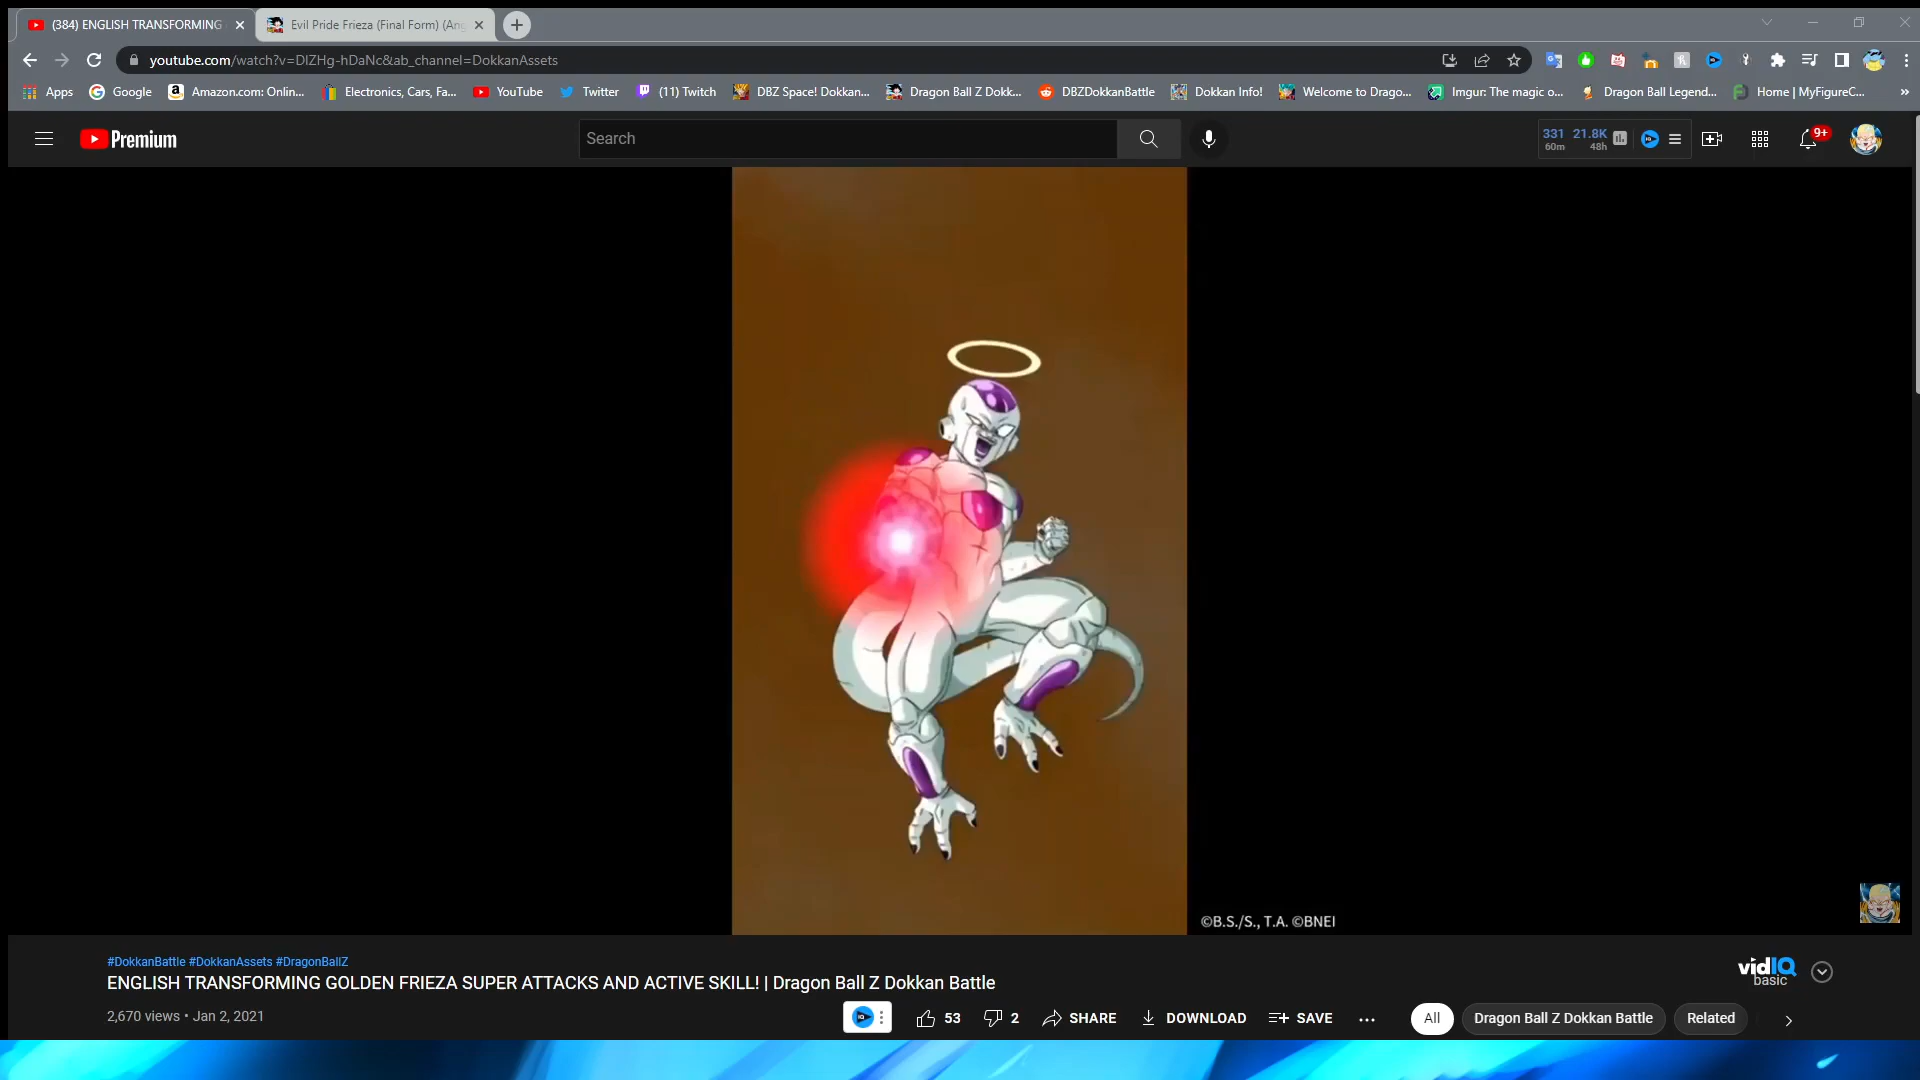 (384) ENGLISH TRANSFORMING
Evil Pride Frieza (Final Form) (Ang
youtube.com/watch?v=DIZHg-hDaNc&ab_channel=DokkanAssets
Apps
Google
Amazon.com: Onlin...
Electronics, Cars, Fa...
YouTube
Twitter
(11) Twitch
DBZ Space! Dokkan...
Dragon Ball Z Dokk...
DBZDokkanBattle
Dokkan Info!
Welcome to Drago...
Imgur: The magic o...
Dragon Ball Legend...
Home | MyFigureC...
»
Premium
Search
331 21.8K
60m 48h
9+
©B.S./S., T.A. ©BNEI
#DokkanBattle #DokkanAssets #DragonBallZ
ENGLISH TRANSFORMING GOLDEN FRIEZA SUPER ATTACKS AND ACTIVE SKILL! | Dragon Ball Z Dokkan Battle
vidIQ
basic
2,670 views • Jan 2, 2021
53
2
SHARE
DOWNLOAD
SAVE
...
All
Dragon Ball Z Dokkan Battle
Related